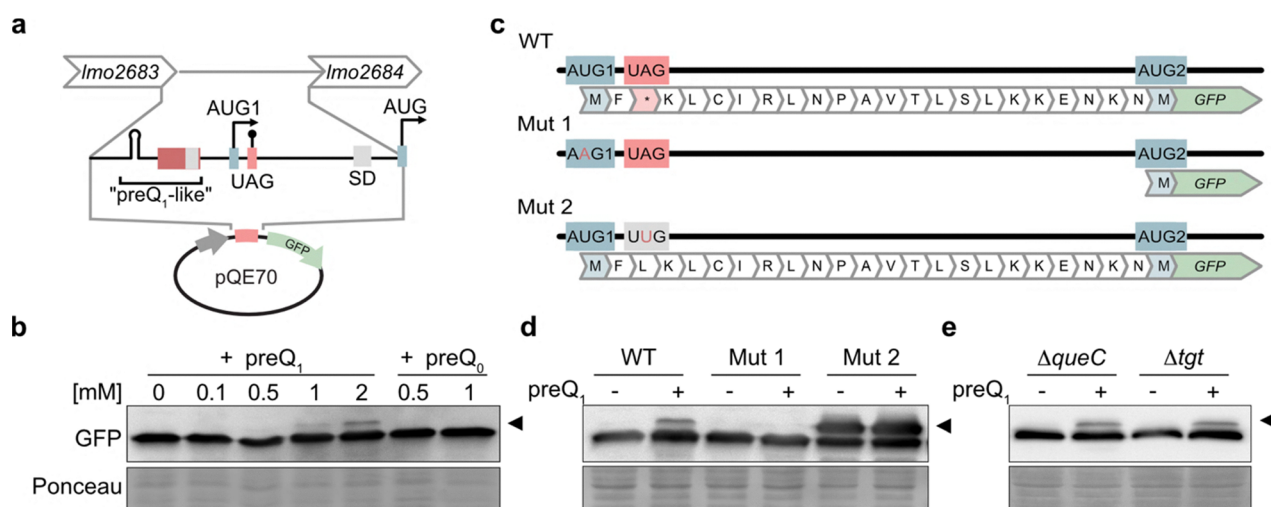 a
lmo2683 lmo2684
AUG1 AUG
UAG SD
"preQ1-like"
GFP
pQE70
b
+ preQ1 + preQ0
[mM] 0 0.1 0.5 1 2 0.5 1
GFP
Ponceau
c
WT
AUG1 UAG AUG2
M F * K L C I R L N P A V T L S L K K E N K N M GFP
Mut 1
AAG1 UAG AUG2
M GFP
Mut 2
AUG1 UUG AUG2
M F L K L C I R L N P A V T L S L K K E N K N M GFP
d
WT Mut 1 Mut 2
preQ1 - + - + - +
e
ΔqueC Δtgt
preQ1 - + - +